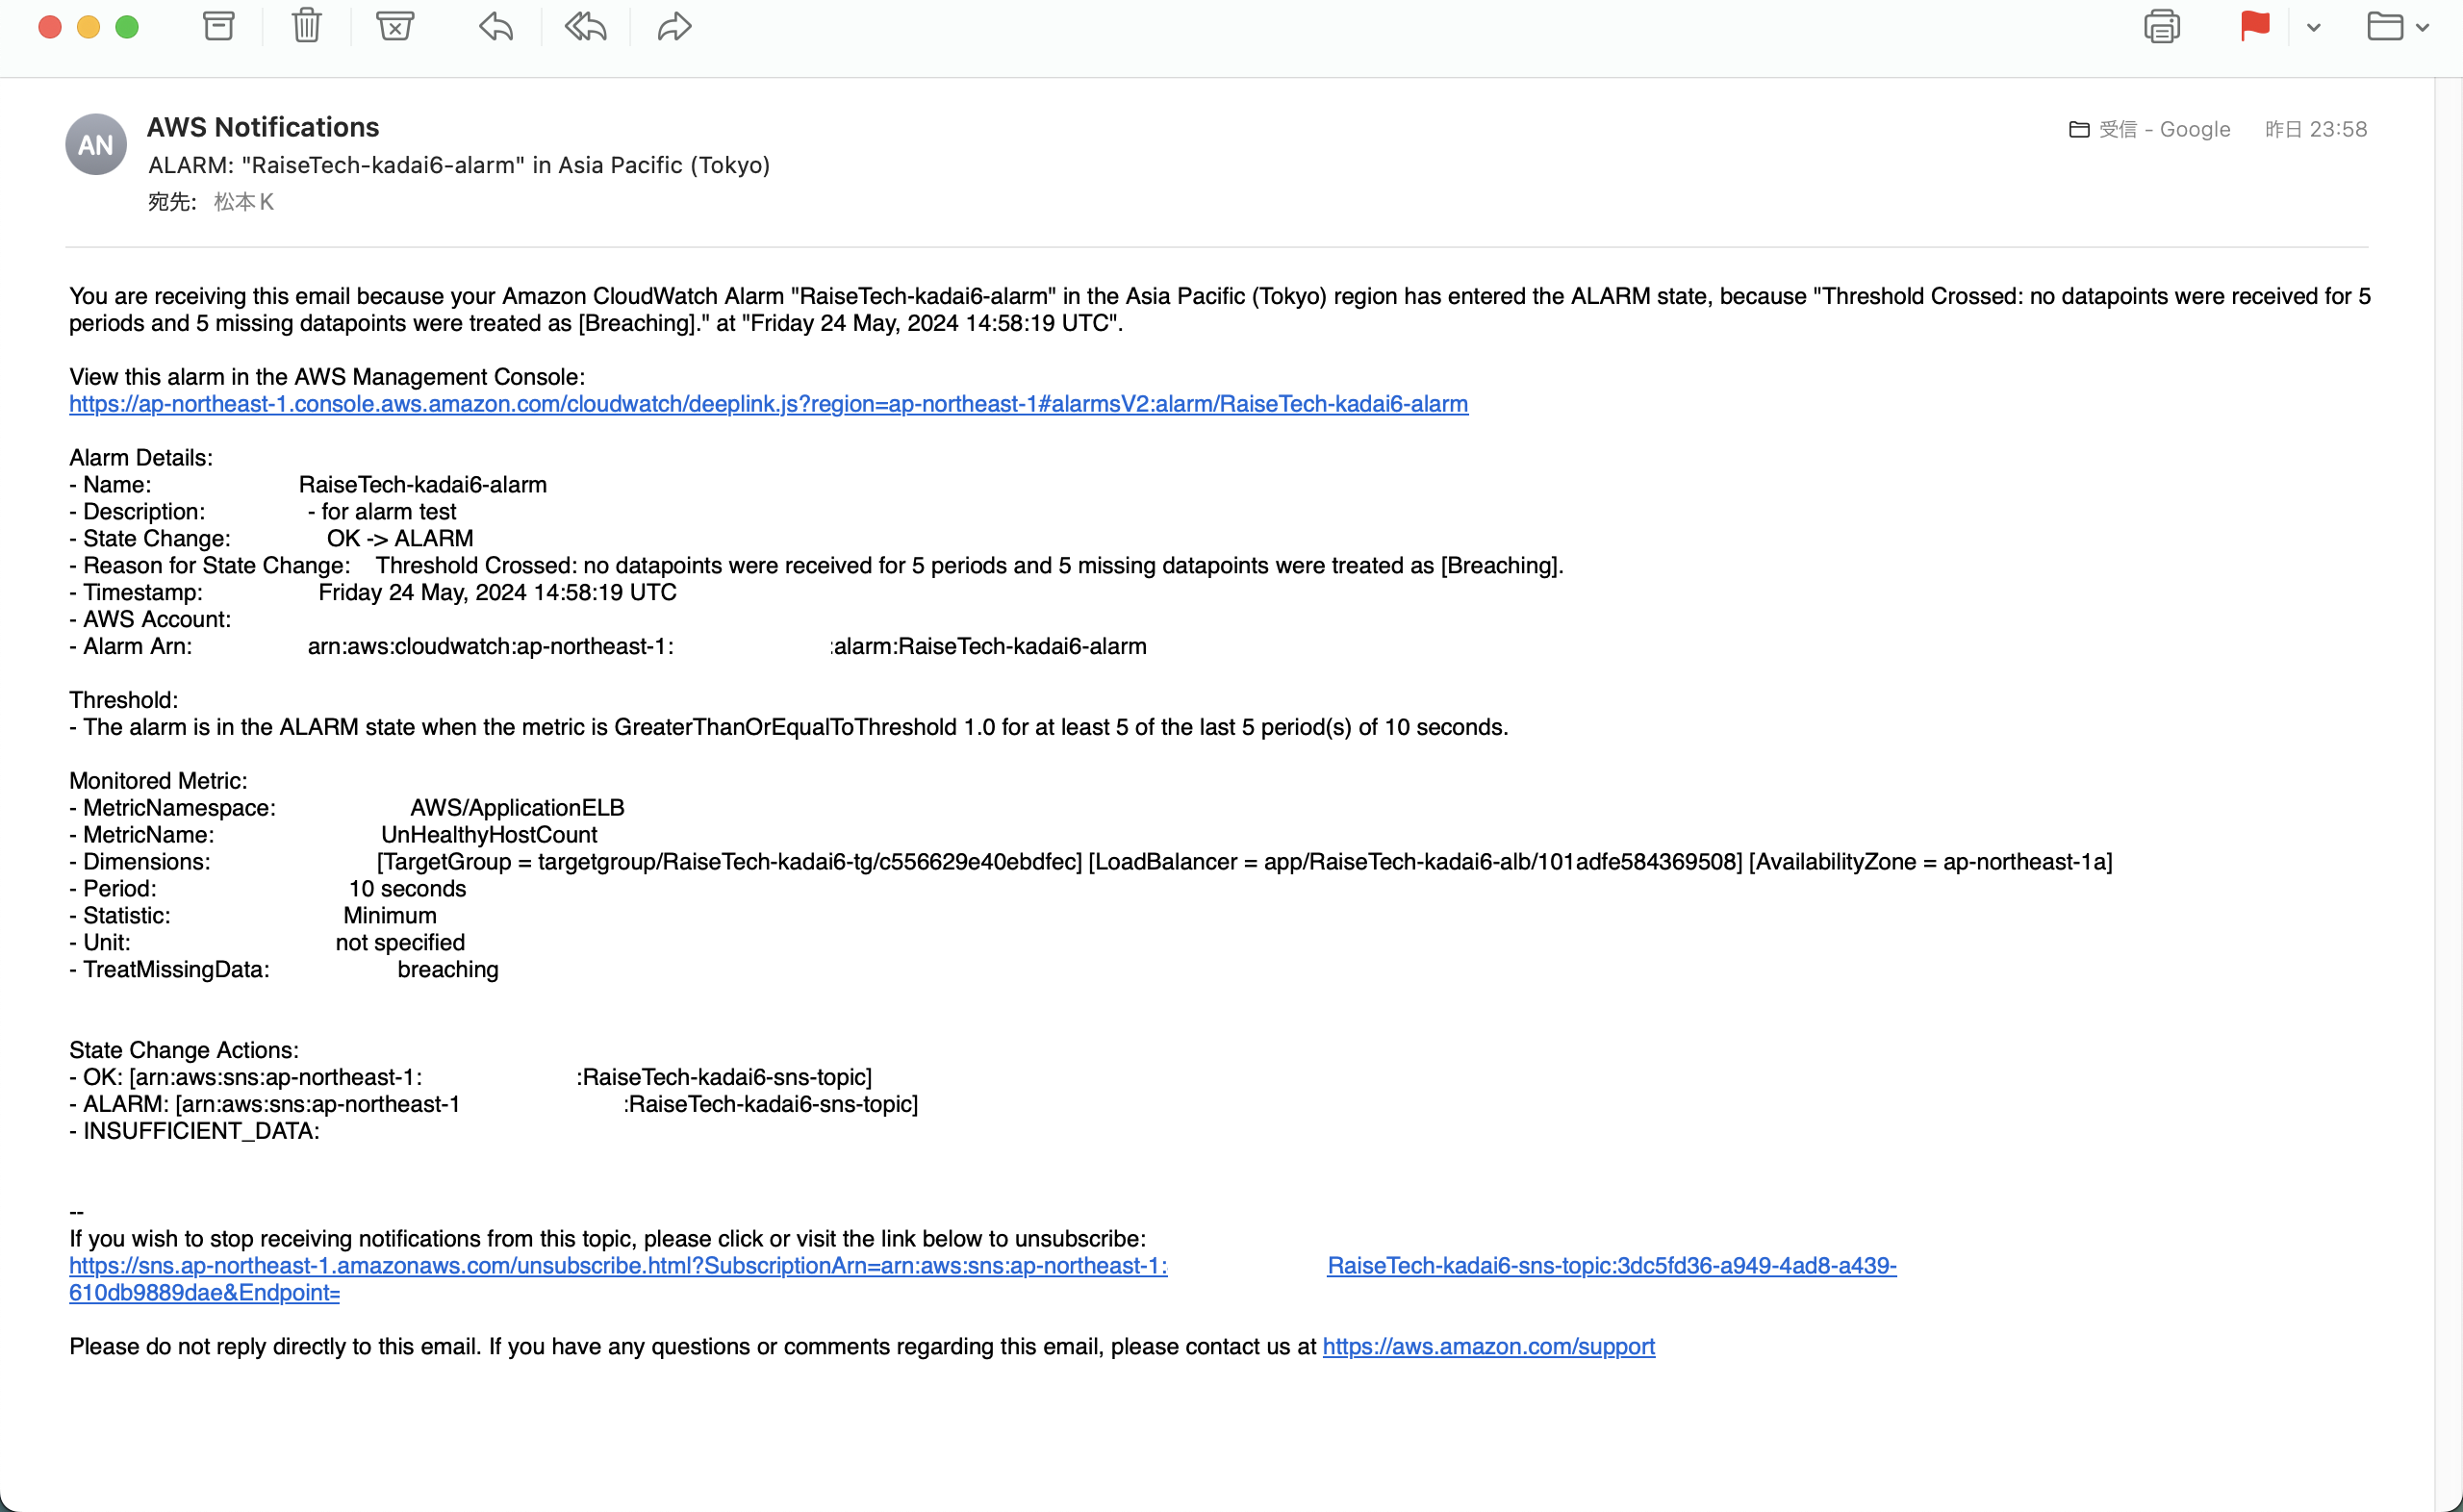 AN
AWS Notifications
受信 - Google 昨日 23:58
ALARM: "RaiseTech-kadai6-alarm" in Asia Pacific (Tokyo)
宛先: 松本 K
You are receiving this email because your Amazon CloudWatch Alarm "RaiseTech-kadai6-alarm" in the Asia Pacific (Tokyo) region has entered the ALARM state, because "Threshold Crossed: no datapoints were received for 5
periods and 5 missing datapoints were treated as [Breaching]." at "Friday 24 May, 2024 14:58:19 UTC".
View this alarm in the AWS Management Console:
https://ap-northeast-1.console.aws.amazon.com/cloudwatch/deeplink.js?region=ap-northeast-1#alarmsV2:alarm/RaiseTech-kadai6-alarm
Alarm Details:
- Name: RaiseTech-kadai6-alarm
- Description: - for alarm test
- State Change: OK -> ALARM
- Reason for State Change: Threshold Crossed: no datapoints were received for 5 periods and 5 missing datapoints were treated as [Breaching].
- Timestamp: Friday 24 May, 2024 14:58:19 UTC
- AWS Account:
- Alarm Arn: arn:aws:cloudwatch:ap-northeast-1: :alarm:RaiseTech-kadai6-alarm
Threshold:
- The alarm is in the ALARM state when the metric is GreaterThanOrEqualToThreshold 1.0 for at least 5 of the last 5 period(s) of 10 seconds.
Monitored Metric:
- MetricNamespace: AWS/ApplicationELB
- MetricName: UnHealthyHostCount
- Dimensions: [TargetGroup = targetgroup/RaiseTech-kadai6-tg/c556629e40ebdfec] [LoadBalancer = app/RaiseTech-kadai6-alb/101adfe584369508] [AvailabilityZone = ap-northeast-1a]
- Period: 10 seconds
- Statistic: Minimum
- Unit: not specified
- TreatMissingData: breaching
State Change Actions:
- OK: [arn:aws:sns:ap-northeast-1: :RaiseTech-kadai6-sns-topic]
- ALARM: [arn:aws:sns:ap-northeast-1 :RaiseTech-kadai6-sns-topic]
- INSUFFICIENT_DATA:
--
If you wish to stop receiving notifications from this topic, please click or visit the link below to unsubscribe:
https://sns.ap-northeast-1.amazonaws.com/unsubscribe.html?SubscriptionArn=arn:aws:sns:ap-northeast-1: RaiseTech-kadai6-sns-topic:3dc5fd36-a949-4ad8-a439-
610db9889dae&Endpoint=
Please do not reply directly to this email. If you have any questions or comments regarding this email, please contact us at https://aws.amazon.com/support